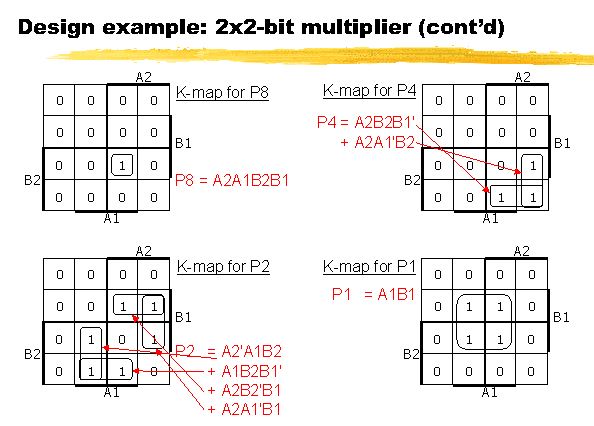 Design example: 2x2-bit multiplier (cont’d)
A2
K-map for P8
0 0 0 0
0 0 0 0
B1
0 0 1 0
B2
P8 = A2A1B2B1
0 0 0 0
A1
A2
K-map for P4
0 0 0 0
P4 = A2B2B1'
+ A2A1'B2
0 0 0 0
B1
0 0 0 1
B2
0 0 1 1
A1
A2
K-map for P2
0 0 0 0
0 0 1 1
B1
0 1 0 1
B2
P2 = A2'A1B2
0 1 1 0
+ A1B2B1'
A1
+ A2B2'B1
+ A2A1'B1
A2
K-map for P1
0 0 0 0
P1 = A1B1
0 1 1 0
B1
0 1 1 0
B2
0 0 0 0
A1